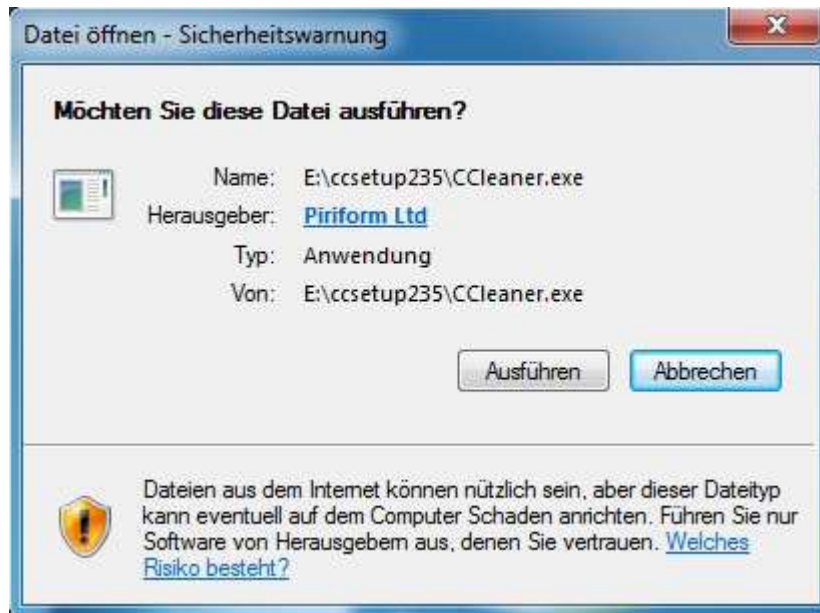 Datei öffnen - Sicherheitswarnung
Möchten Sie diese Datei ausführen?
Name: E:\ccsetup235\CCleaner.exe
Herausgeber: Piriform Ltd
Typ: Anwendung
Von: E:\ccsetup235\CCleaner.exe
Ausführen Abbrechen
Dateien aus dem Internet können nützlich sein, aber dieser Dateityp
kann eventuell auf dem Computer Schaden anrichten. Führen Sie nur
Software von Herausgebern aus, denen Sie vertrauen. Welches
Risiko besteht?